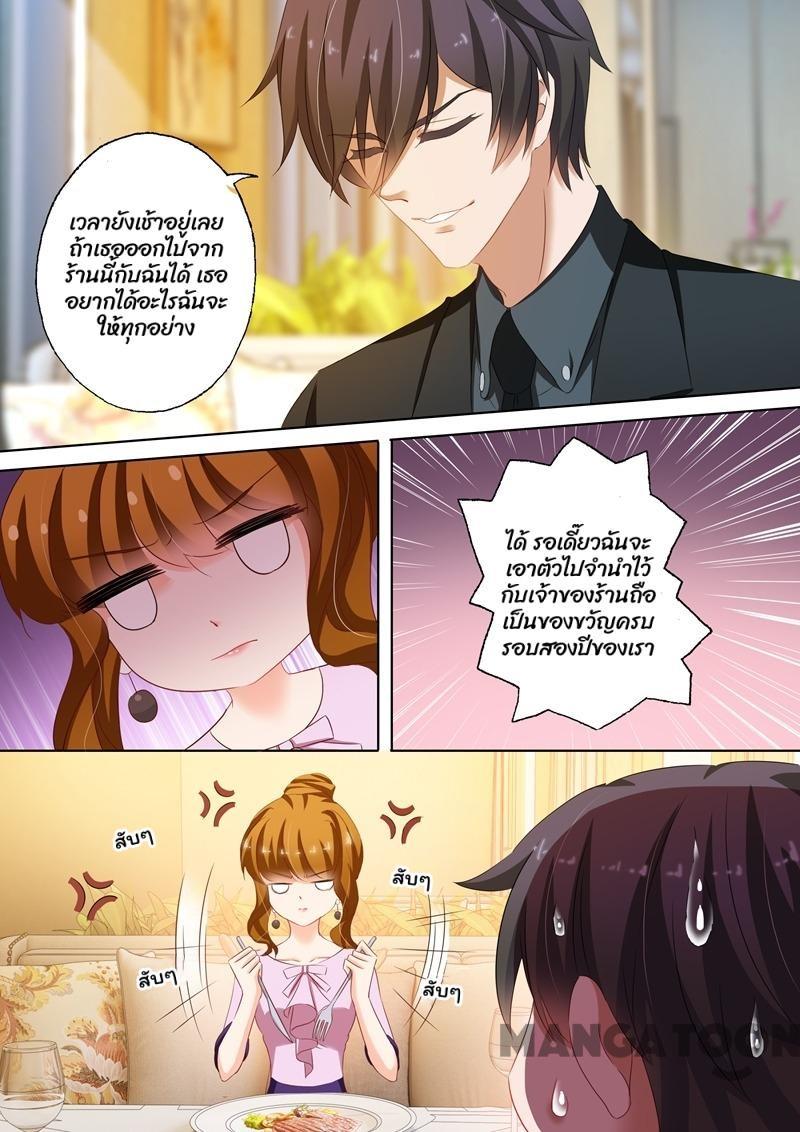 เวลายังเช้าอยู่เลย
ถ้าเธอออกไปจาก
ร้านนี้กับฉันได้ เธอ
อยากได้อะไรฉันจะ
ให้ทุกอย่าง
ได้ รอเดี๋ยวฉันจะ
เอาตัวไปจำนำไว้
กับเจ้าของร้านถือ
เป็นของขวัญครบ
รอบสองปีของเรา
สับๆ
สับๆ
สับๆ
สับๆ
MANGATOON